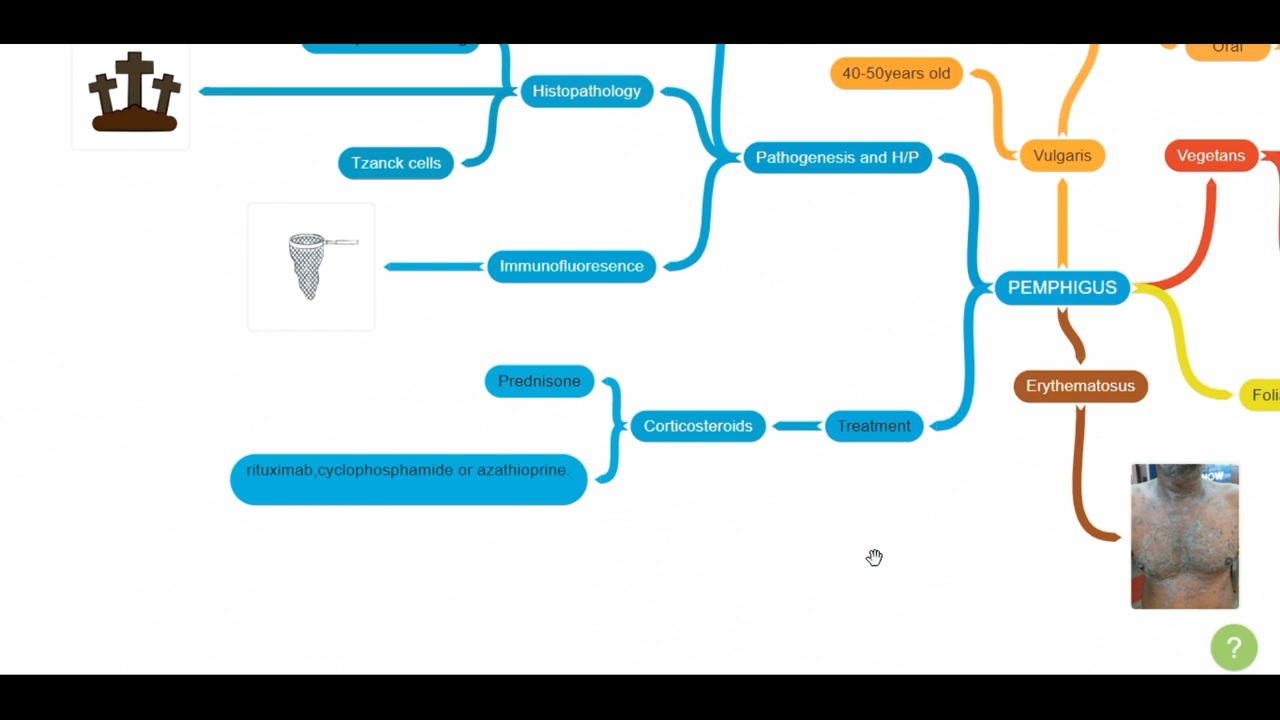 Oral
40-50years old
Histopathology
Vulgaris
Vegetans
Pathogenesis and H/P
Tzanck cells
Immunofluoresence
PEMPHIGUS
Prednisone
Erythematosus
Corticosteroids
Treatment
rituximab,cyclophosphamide or azathioprine.
NOW
?